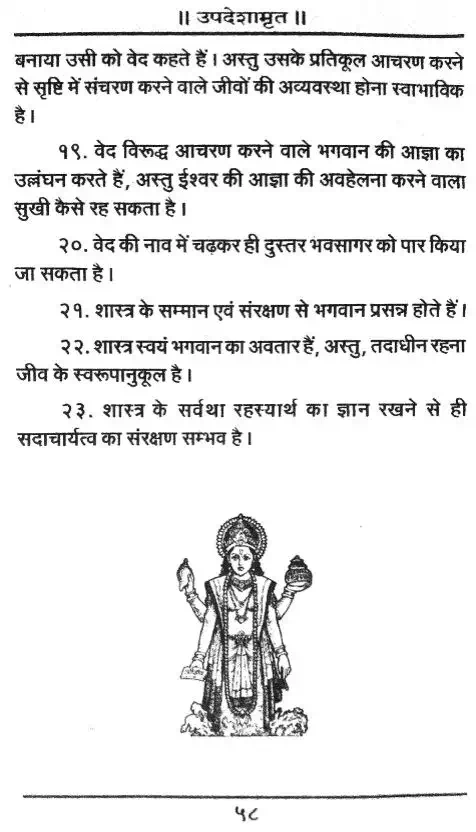 ॥ उपदेशामृत ॥
बनाया उसी को वेद कहते हैं। अस्तु उसके प्रतिकूल आचरण करने
से सृष्टि में संचरण करने वाले जीवों की अव्यवस्था होना स्वाभाविक
है।
१९. वेद विरूद्ध आचरण करने वाले भगवान की आज्ञा का
उल्लंघन करते हैं, अस्तु ईश्वर की आज्ञा की अवहेलना करने वाला
सुखी कैसे रह सकता है।
२०. वेद की नाव में चढ़कर ही दुस्तर भवसागर को पार किया
जा सकता है।
२१. शास्त्र के सम्मान एवं संरक्षण से भगवान प्रसन्न होते हैं।
२२. शास्त्र स्वयं भगवान का अवतार हैं, अस्तु, तदाधीन रहना
जीव के स्वरूपानुकूल है।
२३. शास्त्र के सर्वथा रहस्यार्थ का ज्ञान रखने से ही
सदाचार्यत्व का संरक्षण सम्भव है।
५८